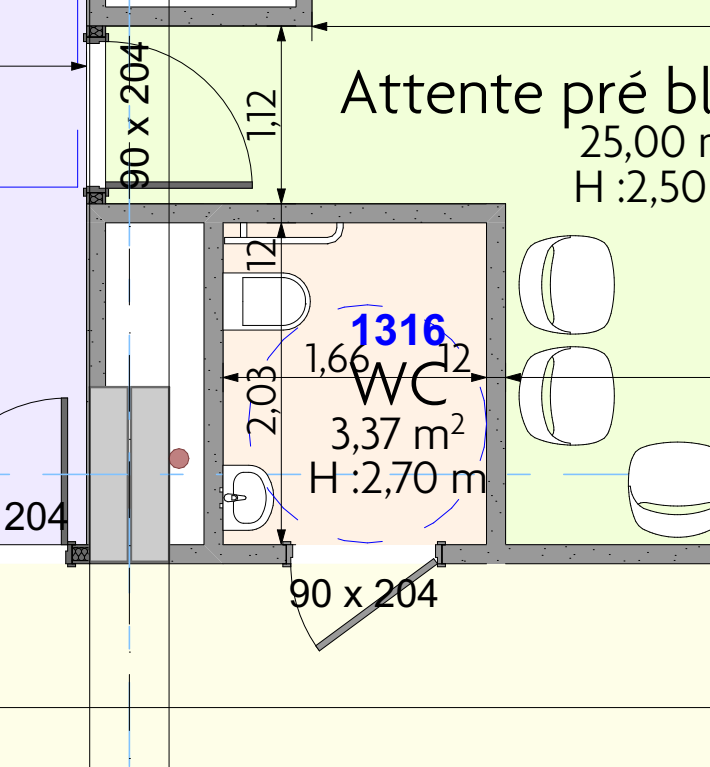 90 x 204
1,12
Attente pré bl
25,00 m
H :2,50
12
1316
1,66
12
WC
2,03
3,37 m²
H :2,70 m
204
90 x 204